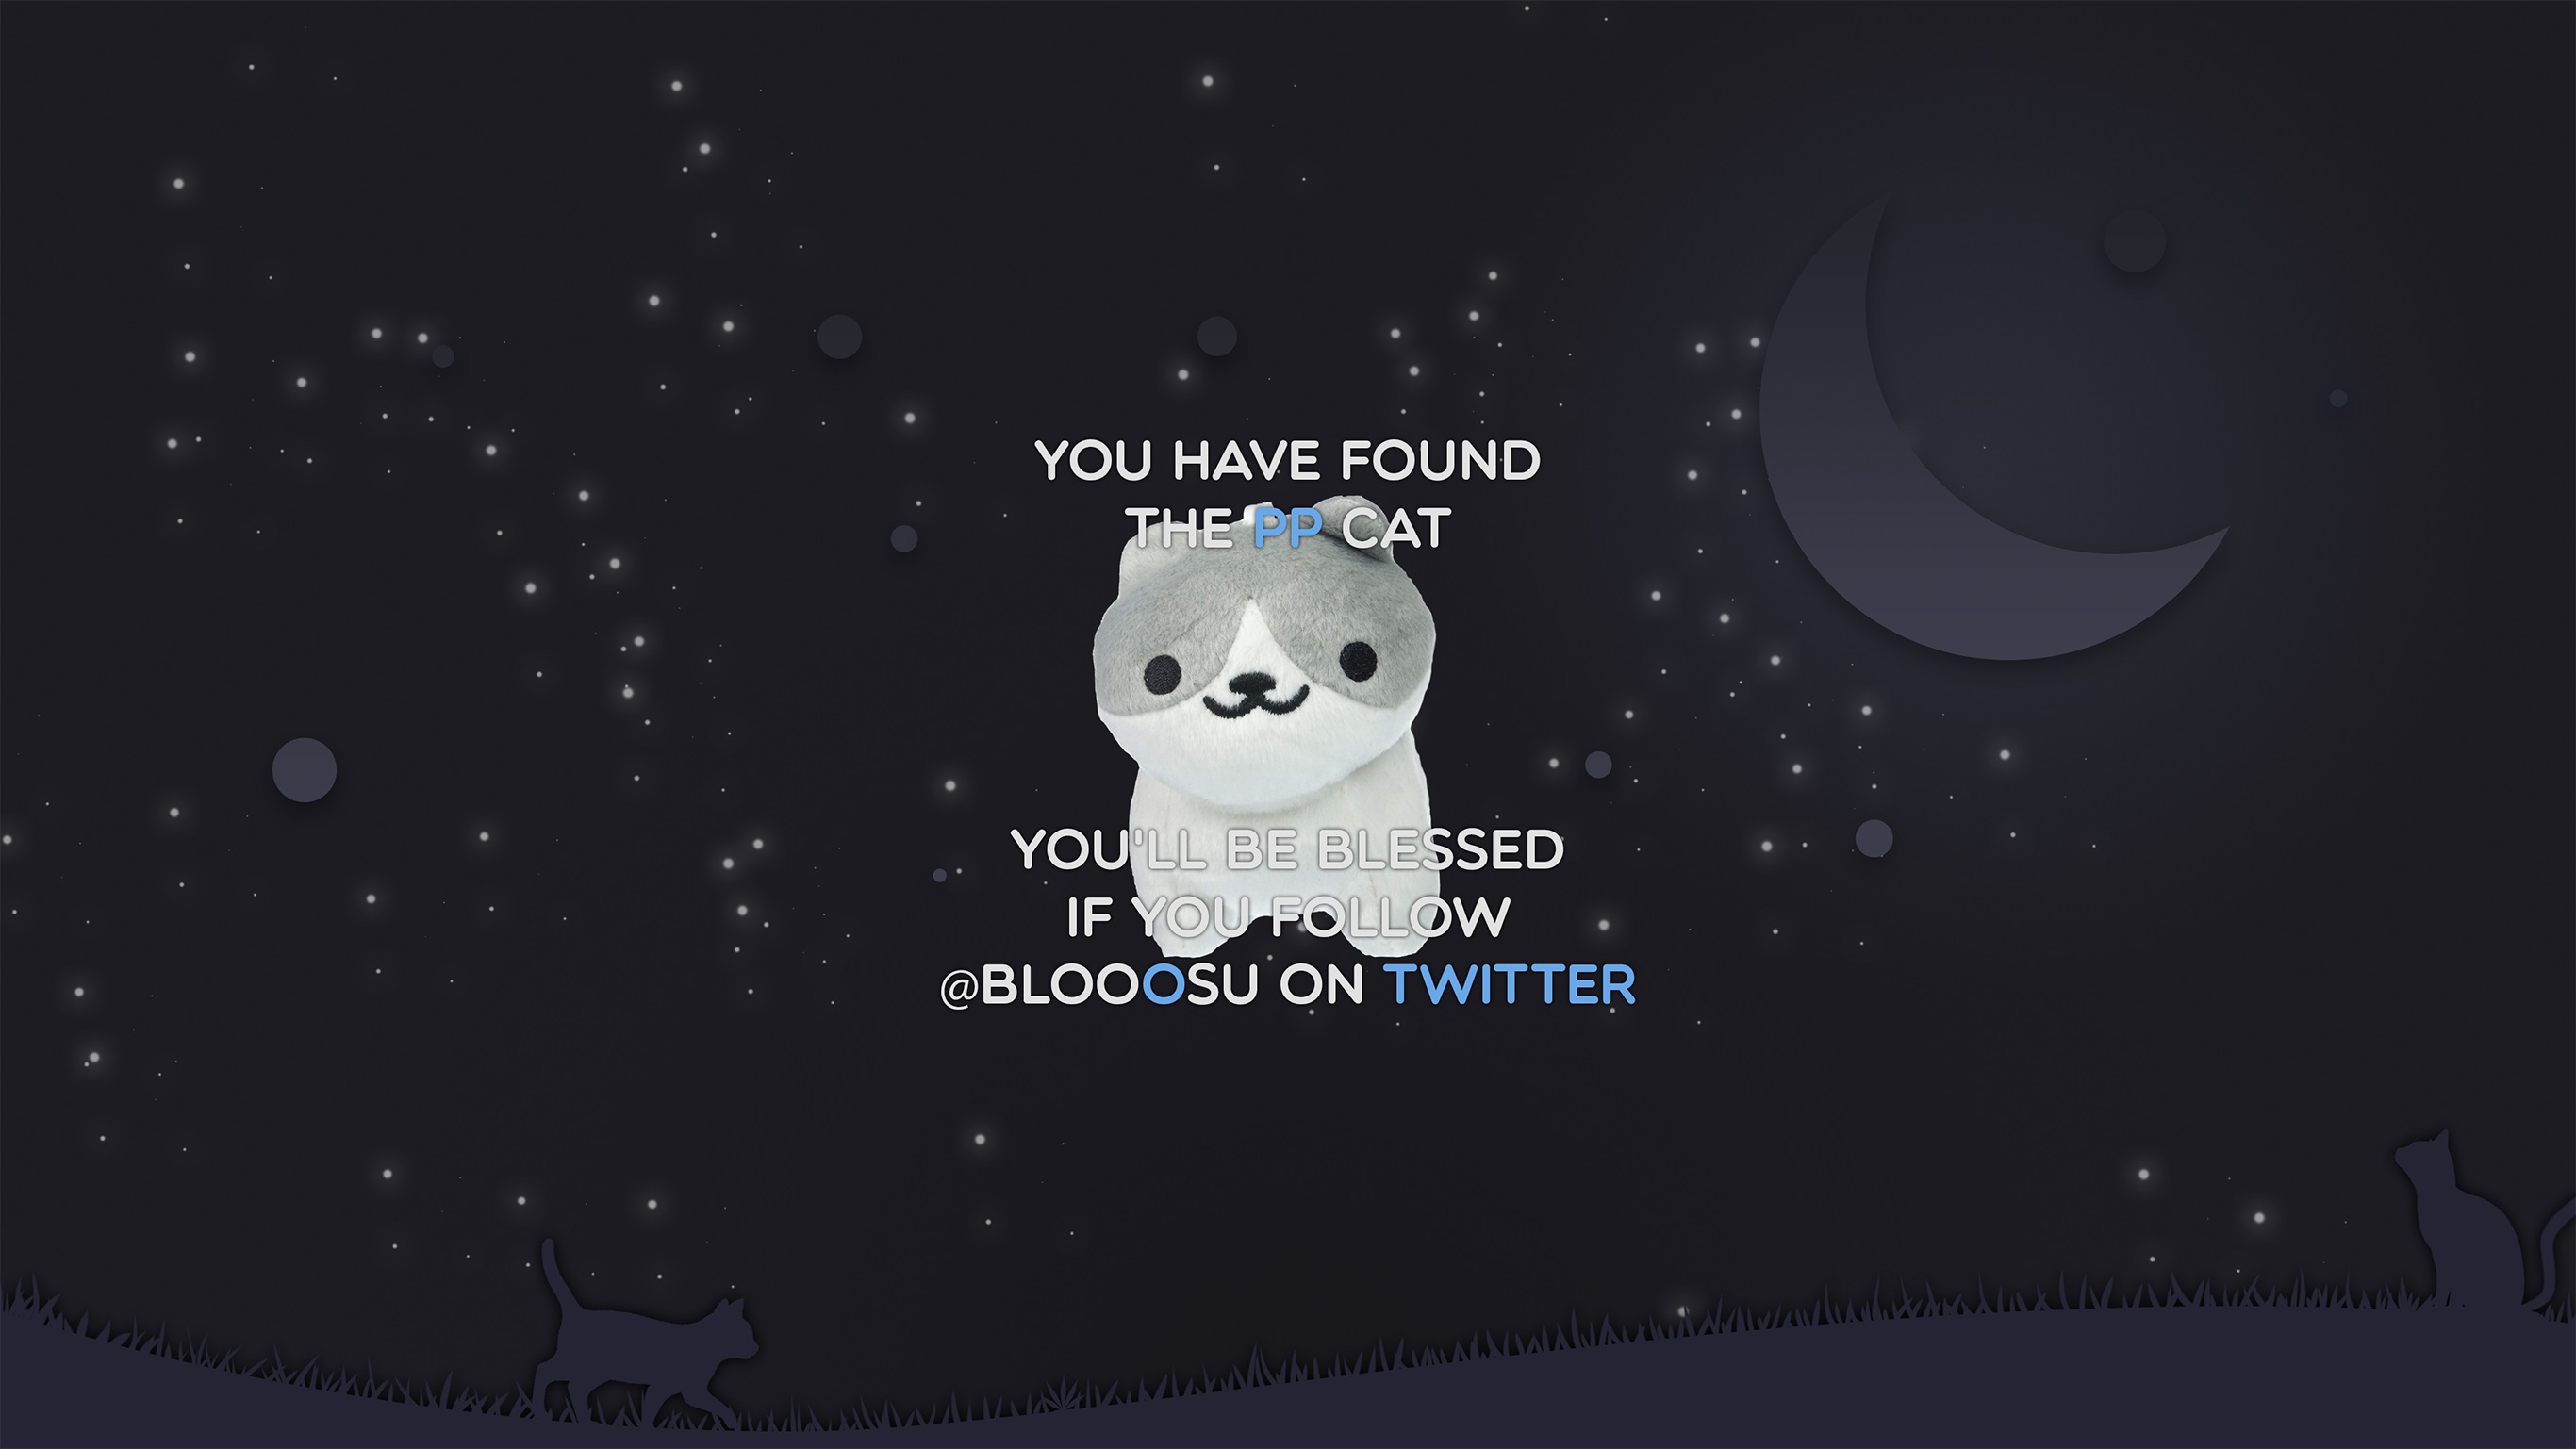 YOU HAVE FOUND
THE PP CAT
YOU'LL BE BLESSED
IF YOU FOLLOW
@BLOOOSU ON TWITTER